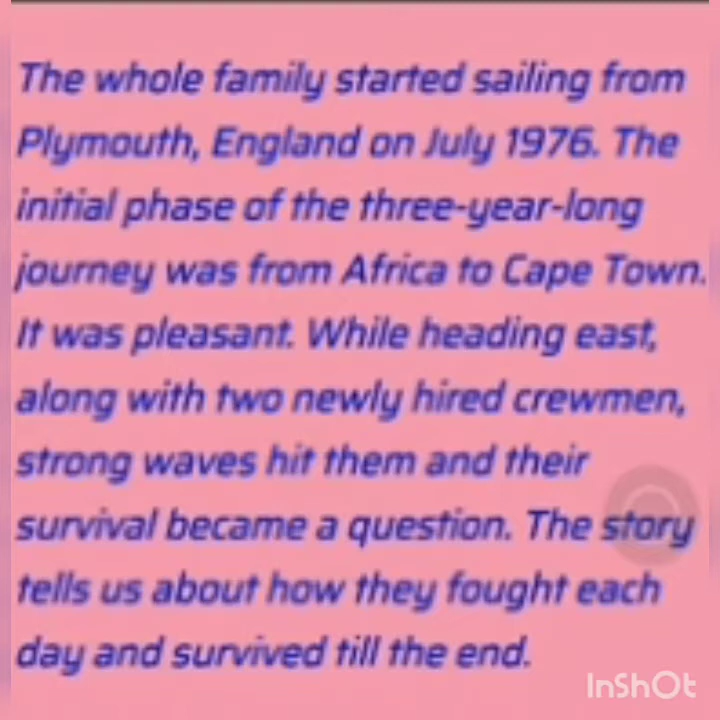 The whole family started sailing from
Plymouth, England on July 1976. The
initial phase of the three-year-long
journey was from Africa to Cape Town.
It was pleasant. While heading east,
along with two newly hired crewmen,
strong waves hit them and their
survival became a question. The story
tells us about how they fought each
day and survived till the end.
InShOt